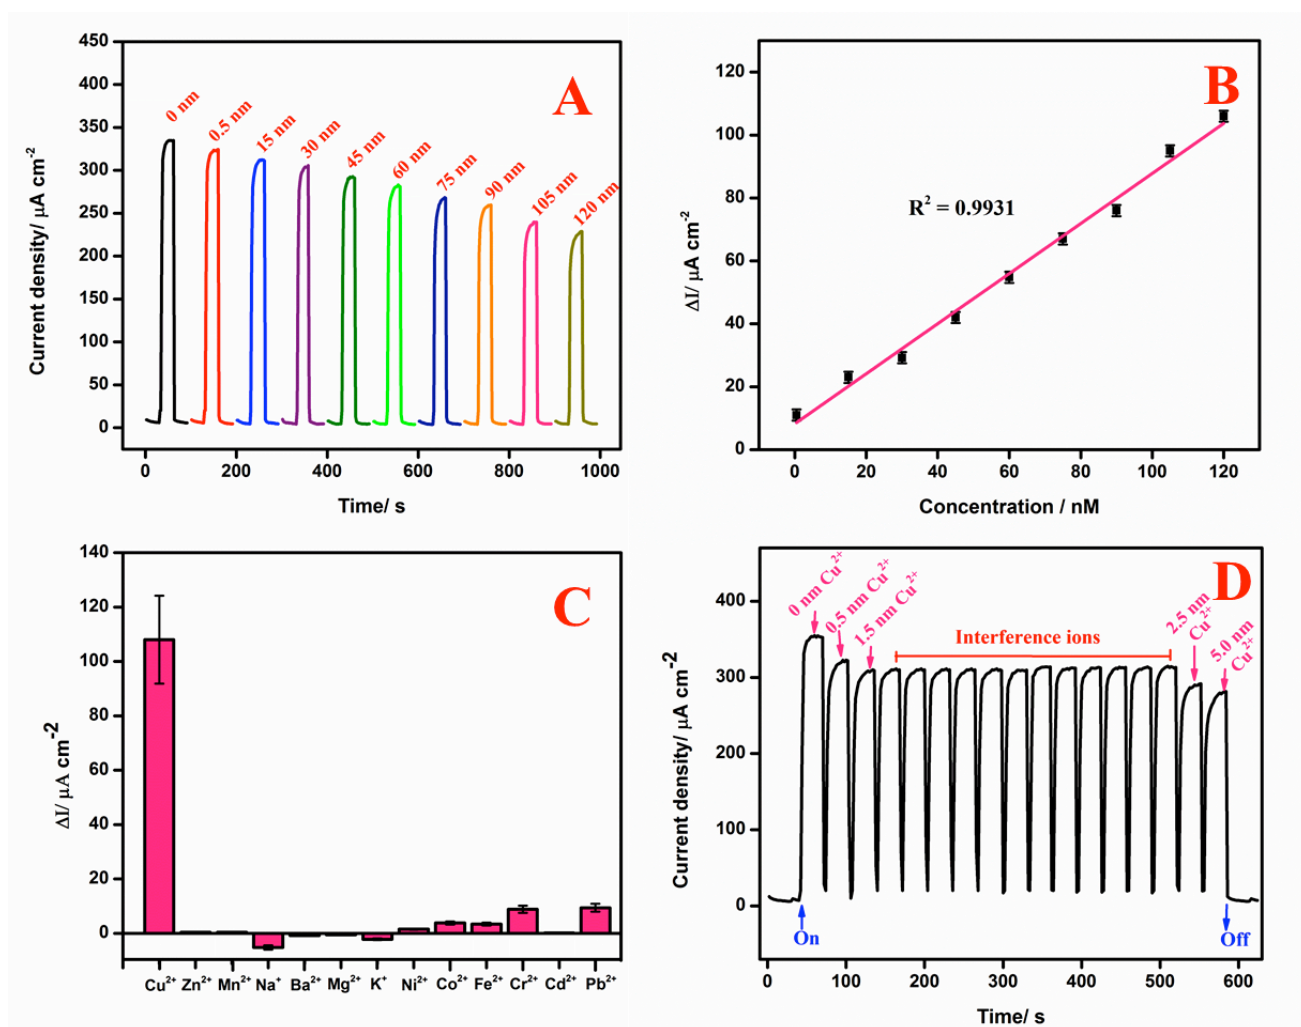 A
450
400
350
300
250
200
150
100
50
0
Current density/ μA cm-2
0 nm
0.5 nm
15 nm
30 nm
45 nm
60 nm
75 nm
90 nm
105 nm
120 nm
0 200 400 600 800 1000
Time/ s
B
120
100
80
60
40
20
0
ΔI/ μA cm-2
R2 = 0.9931
0 20 40 60 80 100 120
Concentration / nM
C
140
120
100
80
60
40
20
0
ΔI/ μA cm-2
Cu2+ Zn2+ Mn2+ Na+ Ba2+ Mg2+ K+ Ni2+ Co2+ Fe2+ Cr2+ Cd2+ Pb2+
D
400
300
200
100
0
Current density/ μA cm-2
0 nm Cu2+
0.5 nm Cu2+
1.5 nm Cu2+
Interference ions
2.5 nm
Cu2+
5.0 nm
Cu2+
On
Off
0 100 200 300 400 500 600
Time/ s